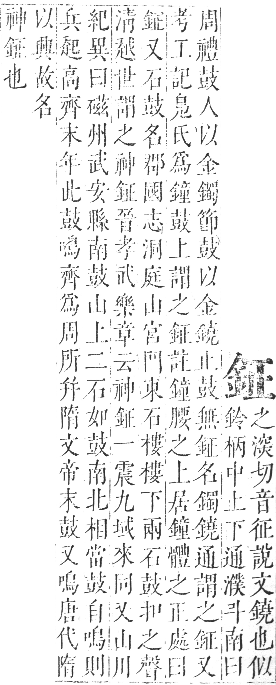 鉦
之淡切音征說文鐃也似
鈴柄中上下通濮斗南曰
周禮鼓人以金鐲節鼓以金鐃止鼓無鉦名鐲鐃通謂之鉦又
考工記鳧氏爲鐘鼓上謂之鉦註鐘腰之上居鐘體之正處曰
鉦又石鼓名郡國志洞庭山宮門東石樓樓下兩石鼓扣之聲
清越世謂之神鉦晉孝武樂章云神鉦一震九域來同又山川
紀異曰磁州武安縣南鼓山上二石如鼓南北相當鼓自鳴則
兵起高齊末年此鼓鳴齊爲周所幷隋文帝末鼓又鳴唐代隋
以興故名
神鉦也